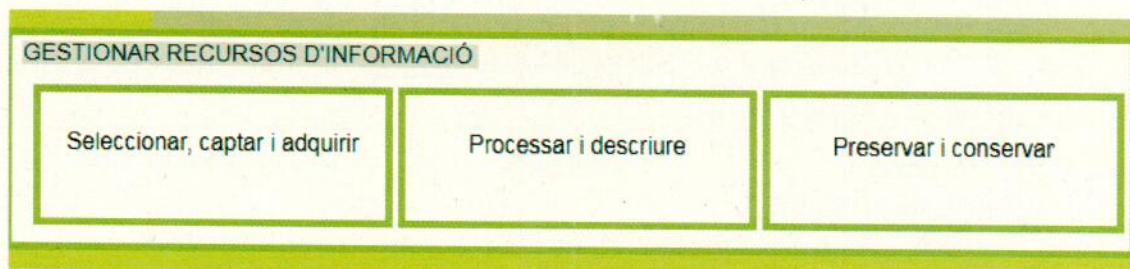 GESTIONAR RECURSOS D'INFORMACIÓ
Seleccionar, captar i adquirir
Processar i descriure
Preservar i conservar